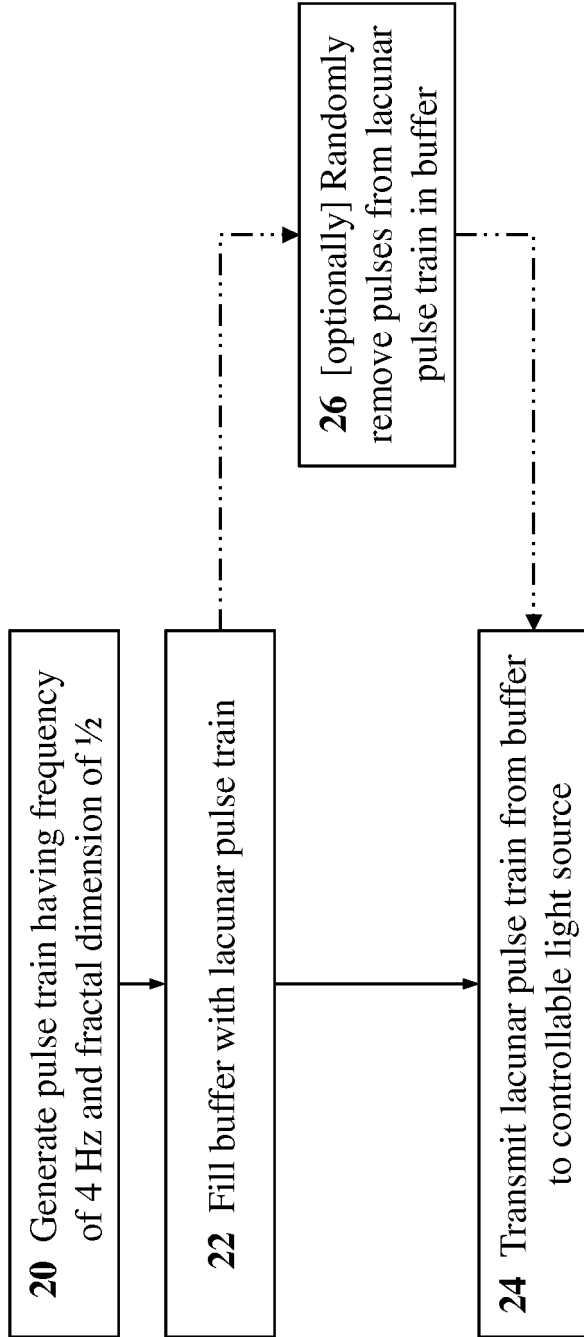 20 Generate pulse train having frequency
of 4 Hz and fractal dimension of ½
22 Fill buffer with lacunar pulse train
26 [optionally] Randomly
remove pulses from lacunar
pulse train in buffer
24 Transmit lacunar pulse train from buffer
to controllable light source